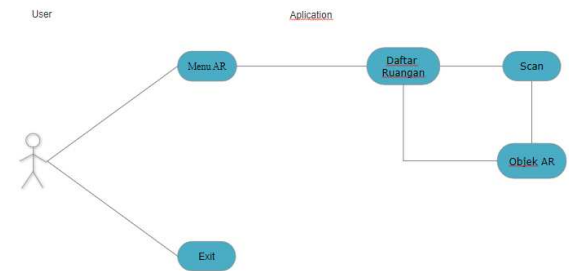 User
Aplication
Menu AR
Daftar
Ruangan
Scan
Objek AR
Exit